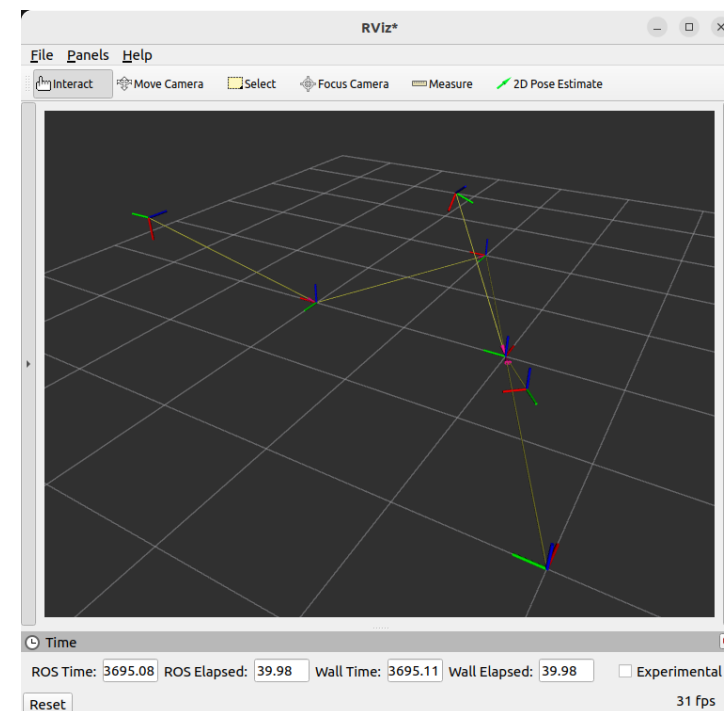 RViz*
File Panels Help
Interact Move Camera Select Focus Camera Measure 2D Pose Estimate
Time
ROS Time: 3695.08 ROS Elapsed: 39.98 Wall Time: 3695.11 Wall Elapsed: 39.98 Experimental
Reset 31 fps